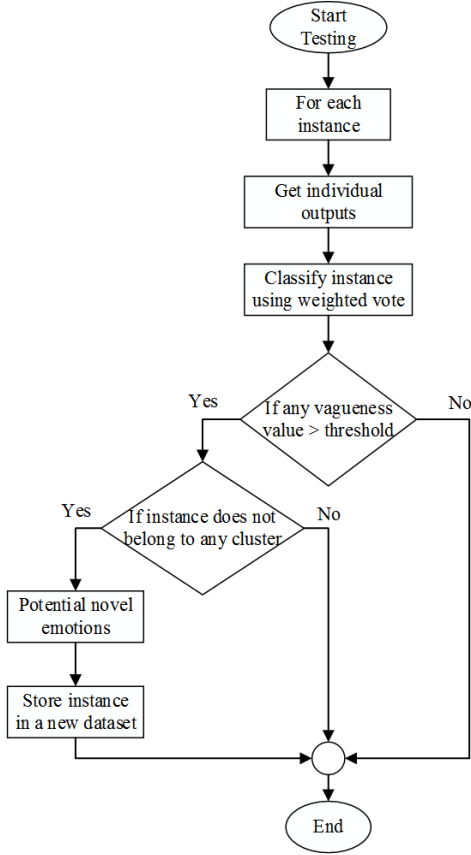 Start
Testing
For each
instance
Get individual
outputs
Classify instance
using weighted vote
If any vagueness
value > threshold
Yes
No
If instance does not
belong to any cluster
Yes
No
Potential novel
emotions
Store instance
in a new dataset
End